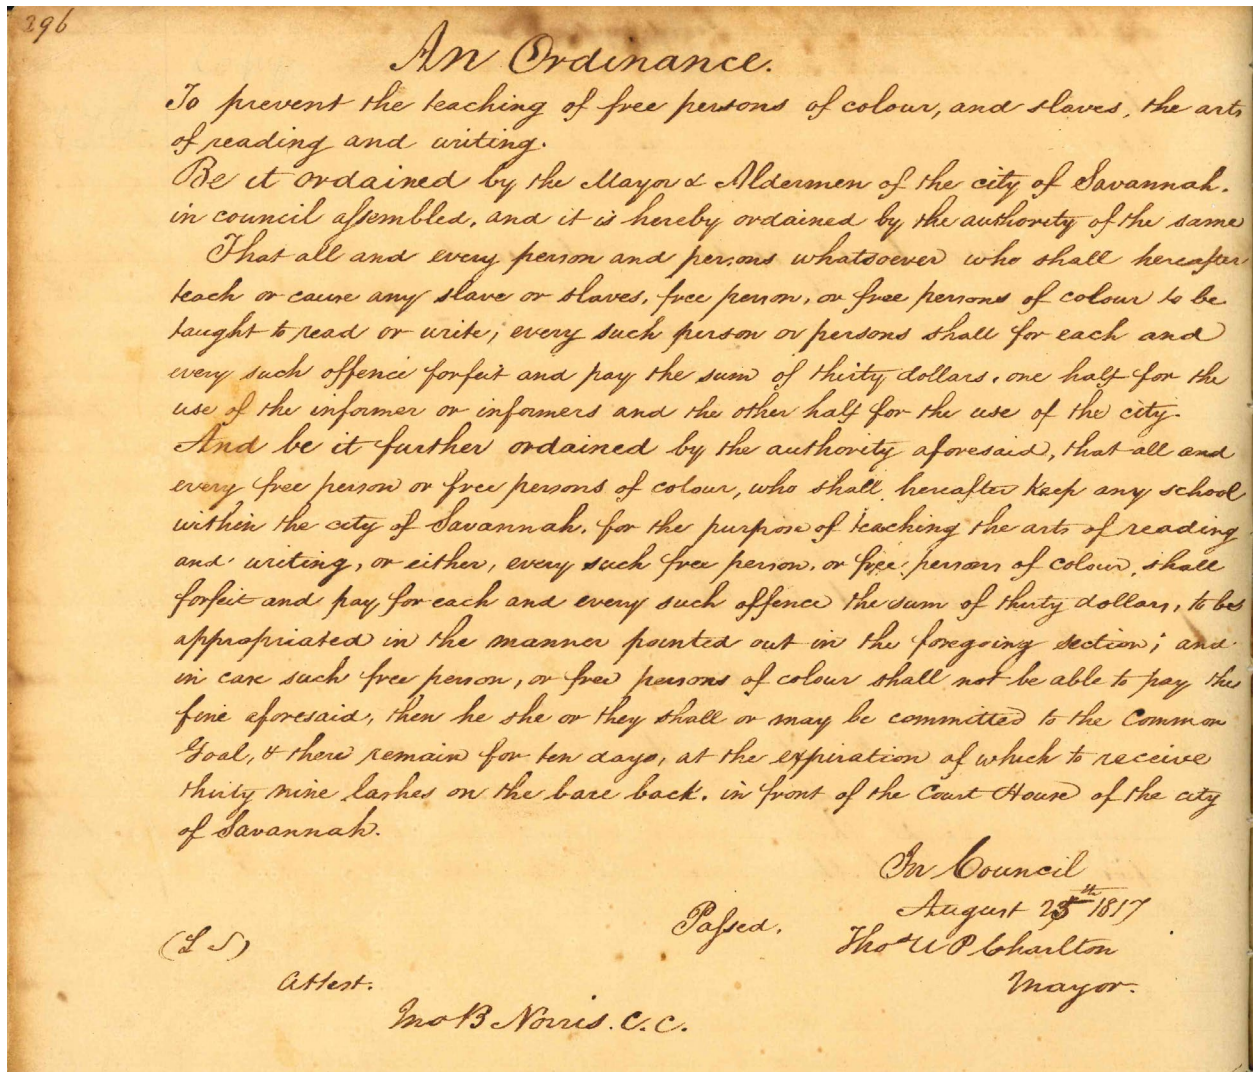 396
An Ordinance.
To prevent the teaching of free persons of colour, and slaves, the arts
of reading and writing.
Be it ordained by the Mayor & Aldermen of the city of Savannah.
in council assembled, and it is hereby ordained by the authority of the same
That all and every person and persons whatsoever who shall hereafter
teach or cause any slave or slaves, free person, or free persons of colour to be
taught to read or write; every such person or persons shall for each and
every such offence forfeit and pay the sum of thirty dollars, one half for the
use of the informer or informers and the other half for the use of the city.
And be it further ordained by the authority aforesaid, that all and
every free person or free persons of colour, who shall hereafter Keep any school
within the city of Savannah, for the purpose of teaching the arts of reading
and writing, or either, every such free person, or free persons of colour, shall
forfeit and pay for each and every such offence the sum of thirty dollars, to be
appropriated in the manner pointed out in the foregoing section; and
in case such free person, or free persons of colour shall not be able to pay the
fine aforesaid, then he she or they shall or may be committed to the Common
Goal, & there remain for ten days, at the expiration of which to receive
thirty nine lashes on the bare back. in front of the Court House of the city
of Savannah.
In Council
August 25th 1817
Passed.
Thos U P Charlton
(L S)
Mayor.
Attest.
Jno B Norris. C. C.